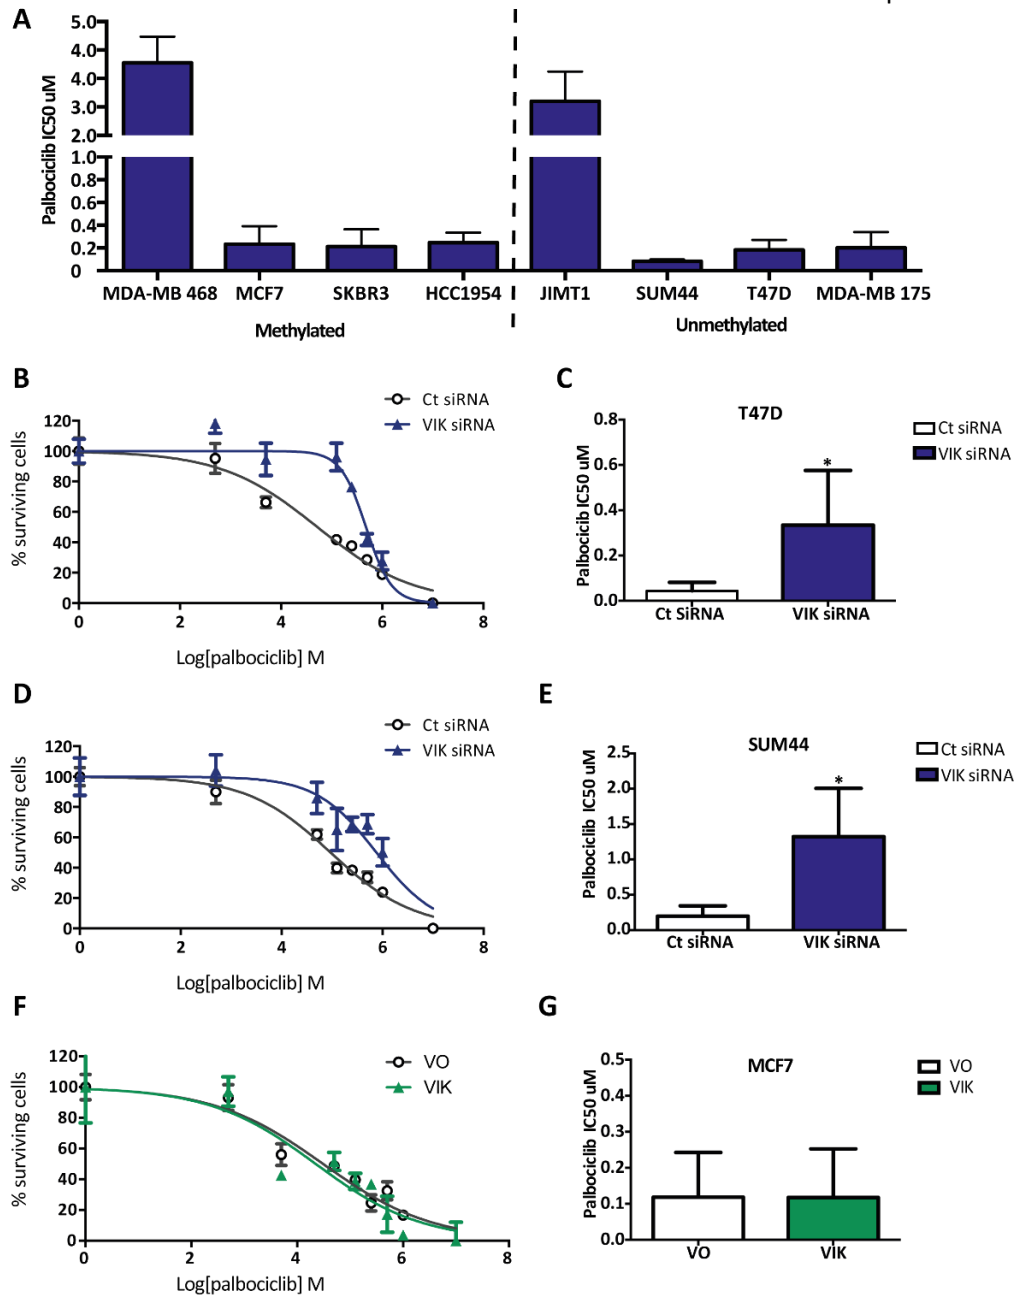 A
Palbociclib IC50 uM
5.0
4.0
4.0
3.0
2.0
1.0
0.8
0.6
0.4
0.2
0
MDA-MB 468 MCF7 SKBR3 HCC1954 JIMT1 SUM44 T47D MDA-MB 175
Methylated Unmethylated
B
Ct siRNA
VIK siRNA
% surviving cells
120
100
80
60
40
20
0
0 2 4 6 8
Log[palbociclib] M
C
T47D
Ct siRNA
VIK siRNA
Palbocicib IC50 uM
0.8
0.6
0.4
0.2
0.0
*
Ct SiRNA VIK siRNA
D
Ct siRNA
VIK siRNA
% surviving cells
120
100
80
60
40
20
0
0 2 4 6 8
Log[palbociclib] M
E
SUM44
Ct siRNA
VIK siRNA
Palbociclib IC50 uM
2.5
2.0
1.5
1.0
0.5
0.0
*
Ct siRNA VIK siRNA
F
VO
VIK
% surviving cells
120
100
80
60
40
20
0
0 2 4 6 8
Log[palbociclib] M
G
MCF7
VO
VIK
Palbociclib IC50 uM
0.5
0.4
0.3
0.2
0.1
0.0
VO VIK